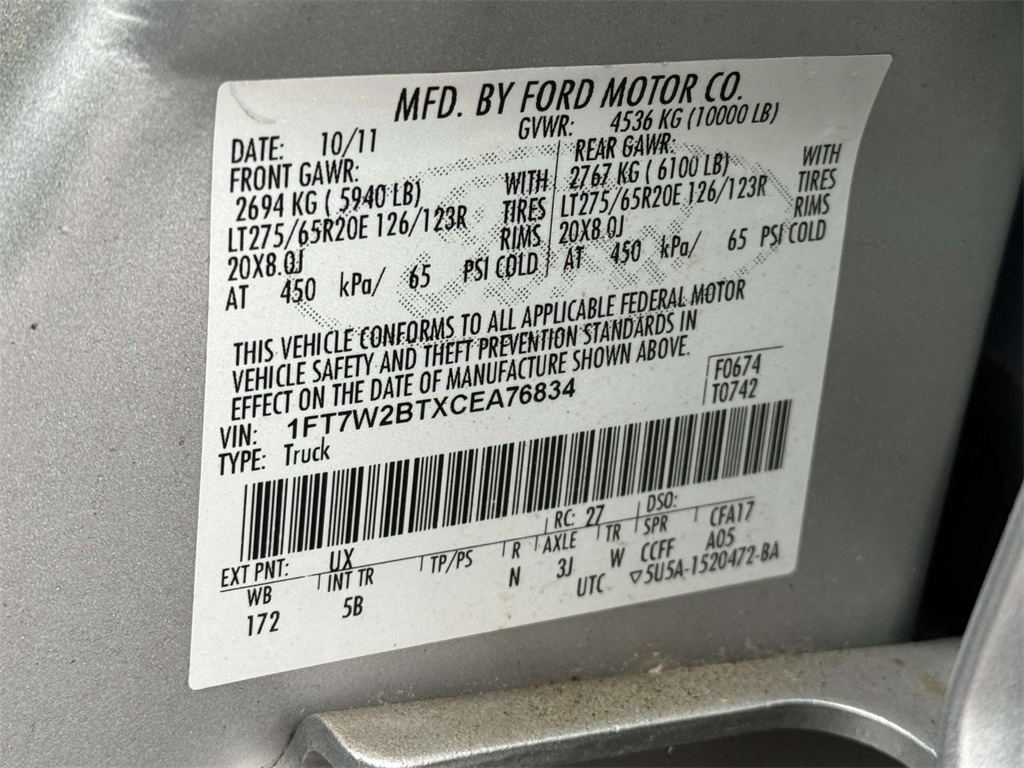 MFD. BY FORD MOTOR CO.
DATE: 10/11 GVWR: 4536 KG (10000 LB)
FRONT GAWR: REAR GAWR:
2694 KG ( 5940 LB) WITH 2767 KG ( 6100 LB) WITH
LT275/65R20E 126/123R TIRES LT275/65R20E 126/123R TIRES
20X8.0J RIMS 20X8.0J RIMS
AT 450 kPa/ 65 PSI COLD AT 450 kPa/ 65 PSI COLD
THIS VEHICLE CONFORMS TO ALL APPLICABLE FEDERAL MOTOR
VEHICLE SAFETY AND THEFT PREVENTION STANDARDS IN
EFFECT ON THE DATE OF MANUFACTURE SHOWN ABOVE.
VIN: 1FT7W2BTXCEA76834 F0674
TYPE: Truck T0742
EXT PNT: UX RC: 27 DSO:
WB INT TR TP/PS R AXLE TR SPR CFA17
172 5B N 3J W CCFF A05
UTC ▽5U5A-1520472-BA